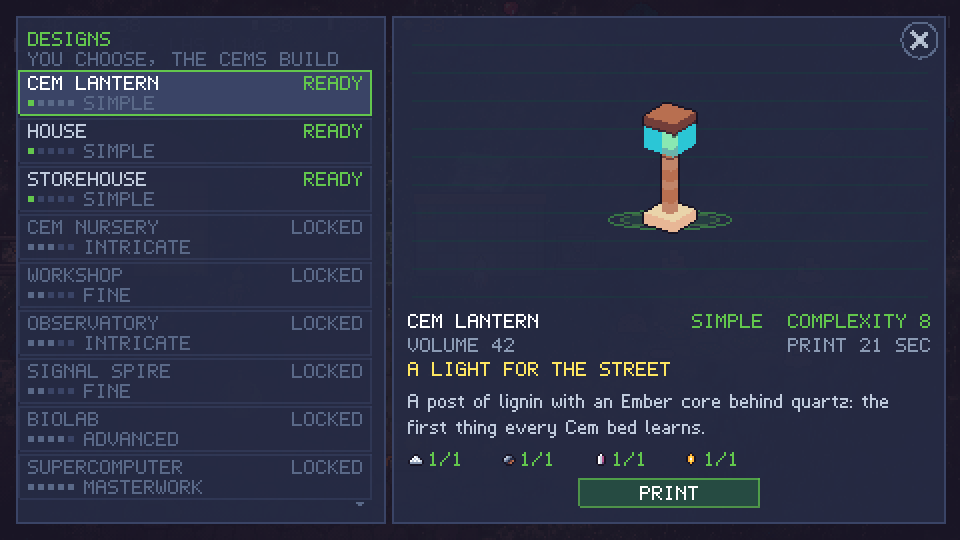 DESIGNS
YOU CHOOSE, THE CEMS BUILD
CEM LANTERN READY
SIMPLE
HOUSE READY
SIMPLE
STOREHOUSE READY
SIMPLE
CEM NURSERY LOCKED
INTRICATE
WORKSHOP LOCKED
FINE
OBSERVATORY LOCKED
INTRICATE
SIGNAL SPIRE LOCKED
FINE
BIOLAB LOCKED
ADVANCED
SUPERCOMPUTER LOCKED
MASTERWORK
CEM LANTERN SIMPLE COMPLEXITY 8
VOLUME 42 PRINT 21 SEC
A LIGHT FOR THE STREET
A post of lignin with an Ember core behind quartz: the
first thing every Cem bed learns.
1/1 1/1 1/1 1/1
PRINT